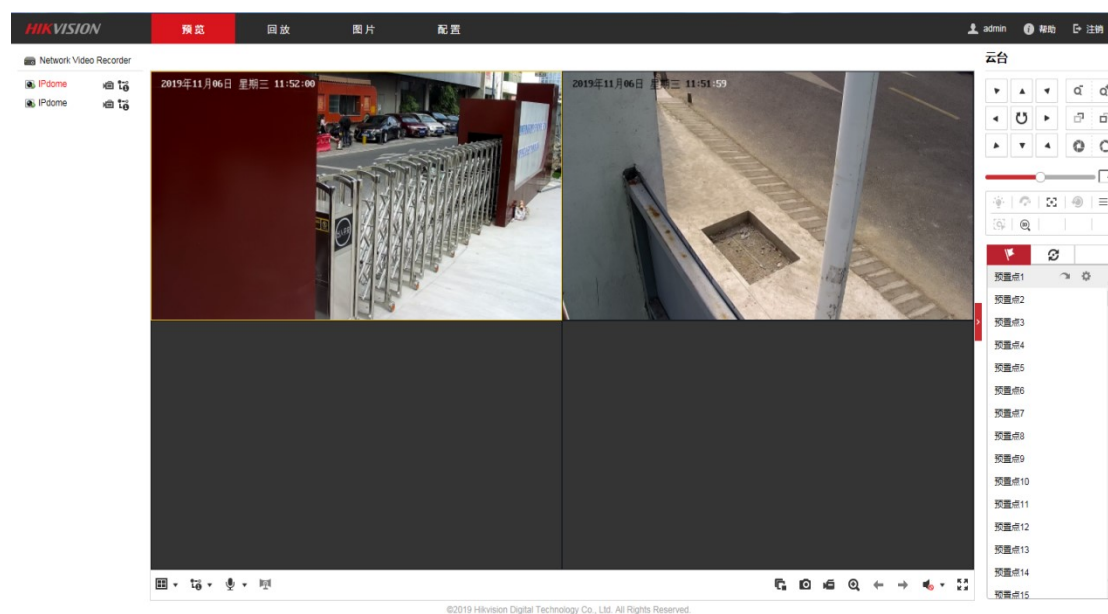 HIKVISION
预览
回放
图片
配置
admin
帮助
注销
Network Video Recorder
IPdome
IPdome
2019年11月06日 星期三 11:52:00
2019年11月06日 星期三 11:51:59
云台
预置点1
预置点2
预置点3
预置点4
预置点5
预置点6
预置点7
预置点8
预置点9
预置点10
预置点11
预置点12
预置点13
预置点14
预置点15
©2019 Hikvision Digital Technology Co., Ltd. All Rights Reserved.